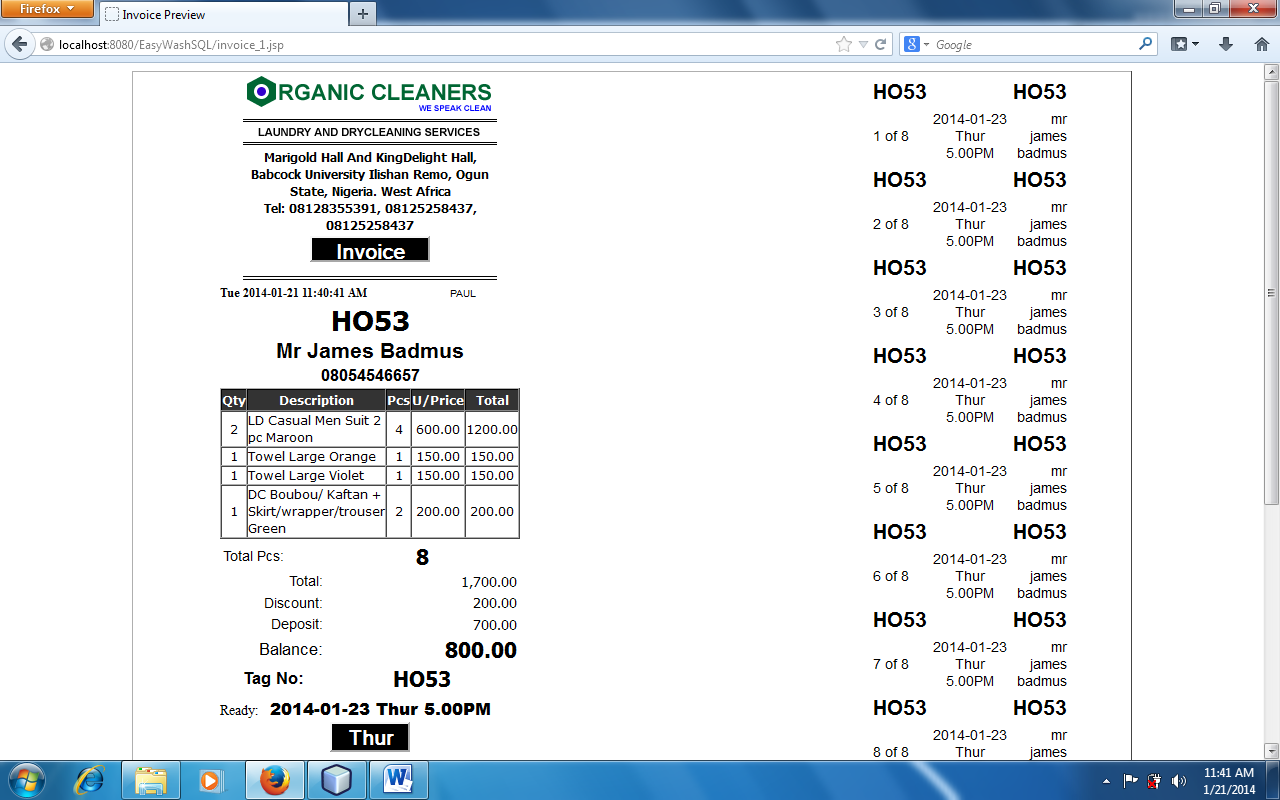 Firefox
Invoice Preview
localhost:8080/EasyWashSQL/invoice_1.jsp
Google
ORGANIC CLEANERS
WE SPEAK CLEAN
LAUNDRY AND DRYCLEANING SERVICES
Marigold Hall And KingDelight Hall,
Babcock University Ilishan Remo, Ogun
State, Nigeria. West Africa
Tel: 08128355391, 08125258437,
08125258437
Invoice
Tue 2014-01-21 11:40:41 AM PAUL
HO53
Mr James Badmus
08054546657
Qty Description Pcs U/Price Total
2 LD Casual Men Suit 2 pc Maroon 4 600.00 1200.00
1 Towel Large Orange 1 150.00 150.00
1 Towel Large Violet 1 150.00 150.00
1 DC Boubou/ Kaftan + Skirt/wrapper/trouser Green 2 200.00 200.00
Total Pcs: 8
Total: 1,700.00
Discount: 200.00
Deposit: 700.00
Balance: 800.00
Tag No: HO53
Ready: 2014-01-23 Thur 5.00PM
Thur
HO53 HO53
2014-01-23 mr
1 of 8 Thur james
5.00PM badmus
HO53 HO53
2014-01-23 mr
2 of 8 Thur james
5.00PM badmus
HO53 HO53
2014-01-23 mr
3 of 8 Thur james
5.00PM badmus
HO53 HO53
2014-01-23 mr
4 of 8 Thur james
5.00PM badmus
HO53 HO53
2014-01-23 mr
5 of 8 Thur james
5.00PM badmus
HO53 HO53
2014-01-23 mr
6 of 8 Thur james
5.00PM badmus
HO53 HO53
2014-01-23 mr
7 of 8 Thur james
5.00PM badmus
HO53 HO53
2014-01-23 mr
8 of 8 Thur james
11:41 AM
1/21/2014